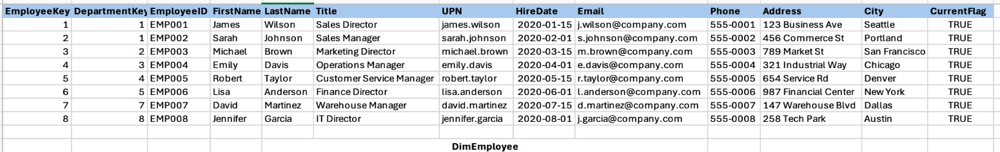 EmployeeKey DepartmentKey EmployeeID FirstName LastName Title UPN HireDate Email Phone Address City CurrentFlag
1 1 EMP001 James Wilson Sales Director james.wilson 2020-01-15 j.wilson@company.com 555-0001 123 Business Ave Seattle TRUE
2 1 EMP002 Sarah Johnson Sales Manager sarah.johnson 2020-02-01 s.johnson@company.com 555-0002 456 Commerce St Portland TRUE
3 2 EMP003 Michael Brown Marketing Director michael.brown 2020-03-15 m.brown@company.com 555-0003 789 Market St San Francisco TRUE
4 3 EMP004 Emily Davis Operations Manager emily.davis 2020-04-01 e.davis@company.com 555-0004 321 Industrial Way Chicago TRUE
5 4 EMP005 Robert Taylor Customer Service Manager robert.taylor 2020-05-15 r.taylor@company.com 555-0005 654 Service Rd Denver TRUE
6 5 EMP006 Lisa Anderson Finance Director lisa.anderson 2020-06-01 l.anderson@company.com 555-0006 987 Financial Center New York TRUE
7 7 EMP007 David Martinez Warehouse Manager david.martinez 2020-07-15 d.martinez@company.com 555-0007 147 Warehouse Blvd Dallas TRUE
8 8 EMP008 Jennifer Garcia IT Director jennifer.garcia 2020-08-01 j.garcia@company.com 555-0008 258 Tech Park Austin TRUE
DimEmployee